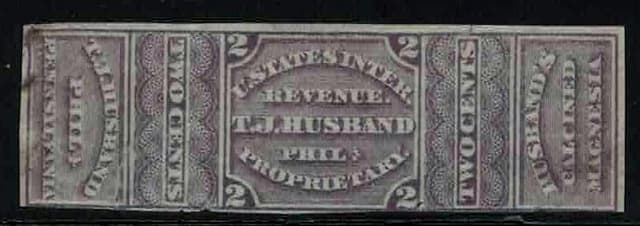 T.J. HUSBAND
PHIL.A
PENNSYLVANIA
TWO CENTS
2 2
U.STATES INTER.
REVENUE.
T.J. HUSBAND
PHIL.A
PROPRIETARY.
2 2
TWO CENTS
HUSBAND'S
CALCINED
MAGNESIA